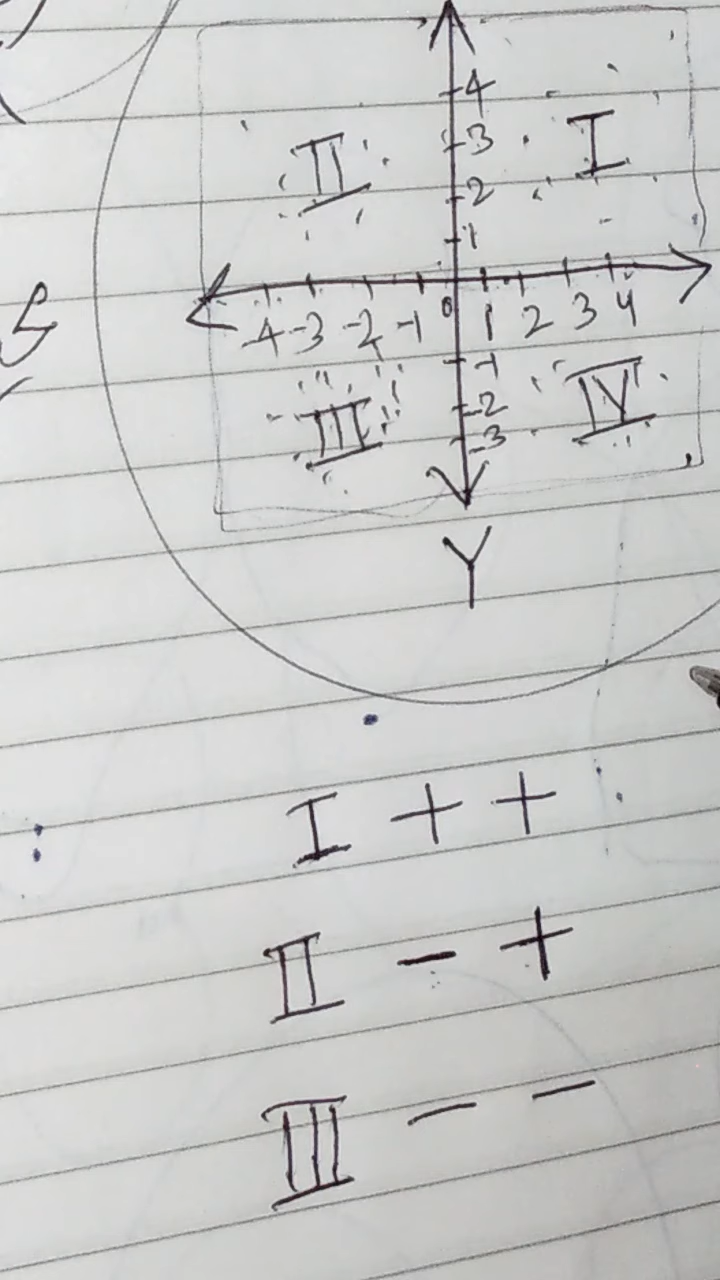 4
II 3 I
2
1
-4 -3 -2 -1 0 1 2 3 4
-1
III -2 IV
-3
Y
I + +
II - +
III - -